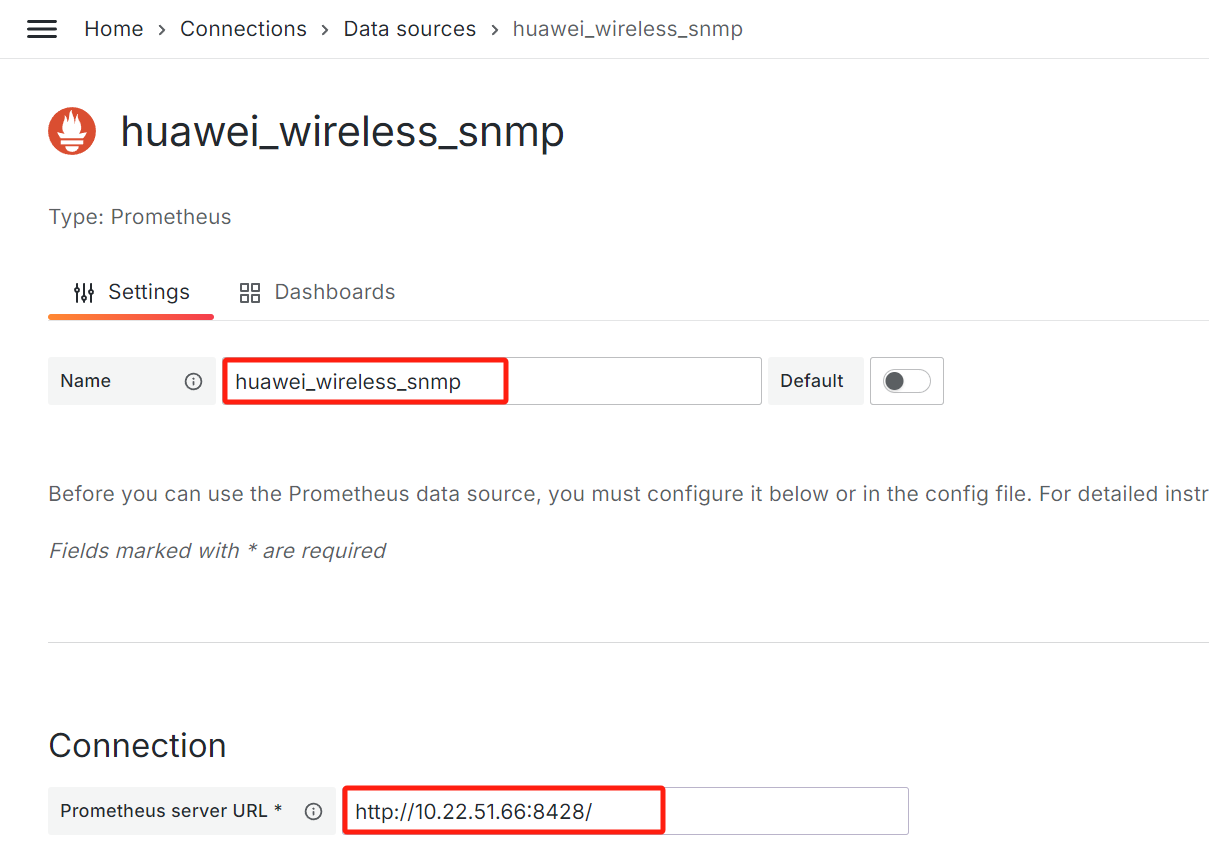 Home › Connections › Data sources › huawei_wireless_snmp
huawei_wireless_snmp
Type: Prometheus
Settings Dashboards
Name huawei_wireless_snmp Default
Before you can use the Prometheus data source, you must configure it below or in the config file. For detailed instr
Fields marked with * are required
Connection
Prometheus server URL * http://10.22.51.66:8428/